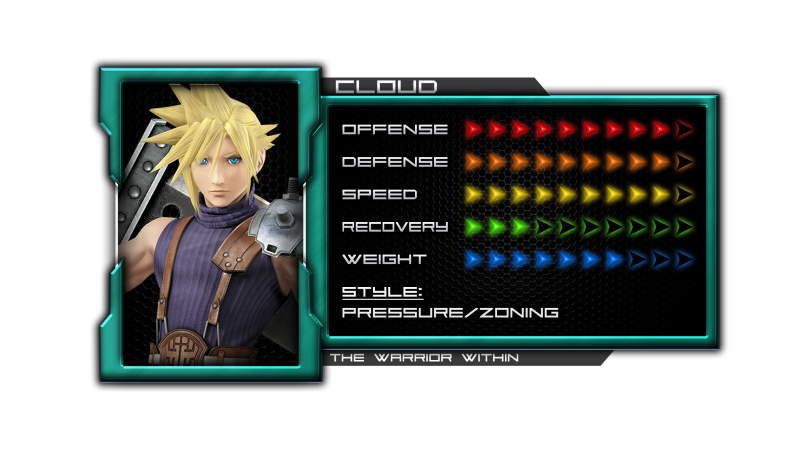 CLOUD
OFFENSE
DEFENSE
SPEED
RECOVERY
WEIGHT
STYLE:
PRESSURE/ZONING
THE WARRIOR WITHIN